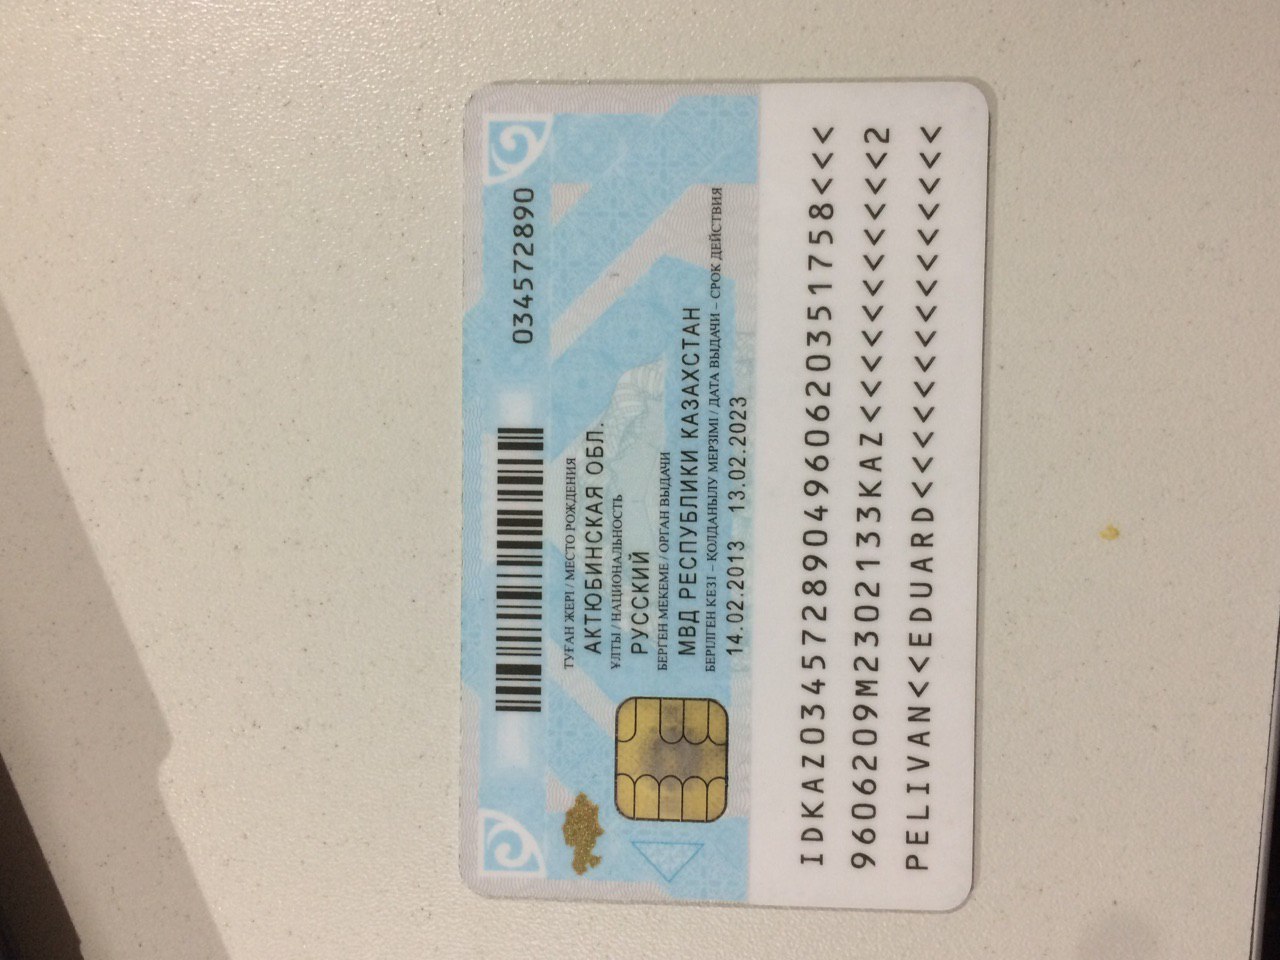 034572890
ТУҒАН ЖЕРІ / МЕСТО РОЖДЕНИЯ
АКТЮБИНСКАЯ ОБЛ.
ҰЛТЫ / НАЦИОНАЛЬНОСТЬ
РУССКИЙ
БЕРГЕН МЕКЕМЕ / ОРГАН ВЫДАЧИ
МВД РЕСПУБЛИКИ КАЗАХСТАН
БЕРІЛГЕН КЕЗІ – ҚОЛДАНЫЛУ МЕРЗІМІ / ДАТА ВЫДАЧИ – СРОК ДЕЙСТВИЯ
14.02.2013 13.02.2023
IDKAZ0345728904960620351758<<<
9606209M2302133KAZ<<<<<<<<<<<2
PELIVAN<<EDUARD<<<<<<<<<<<<<<<